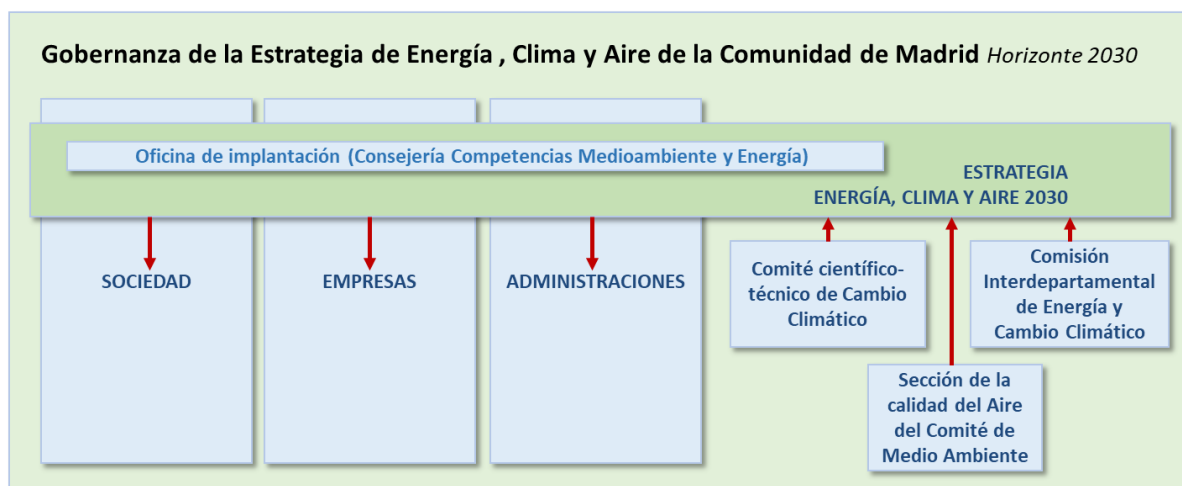 Gobernanza de la Estrategia de Energía , Clima y Aire de la Comunidad de Madrid Horizonte 2030
Oficina de implantación (Consejería Competencias Medioambiente y Energía)
ESTRATEGIA
ENERGÍA, CLIMA Y AIRE 2030
SOCIEDAD
EMPRESAS
ADMINISTRACIONES
Comité científico-
técnico de Cambio
Climático
Comisión
Interdepartamental
de Energía y
Cambio Climático
Sección de la
calidad del Aire
del Comité de
Medio Ambiente